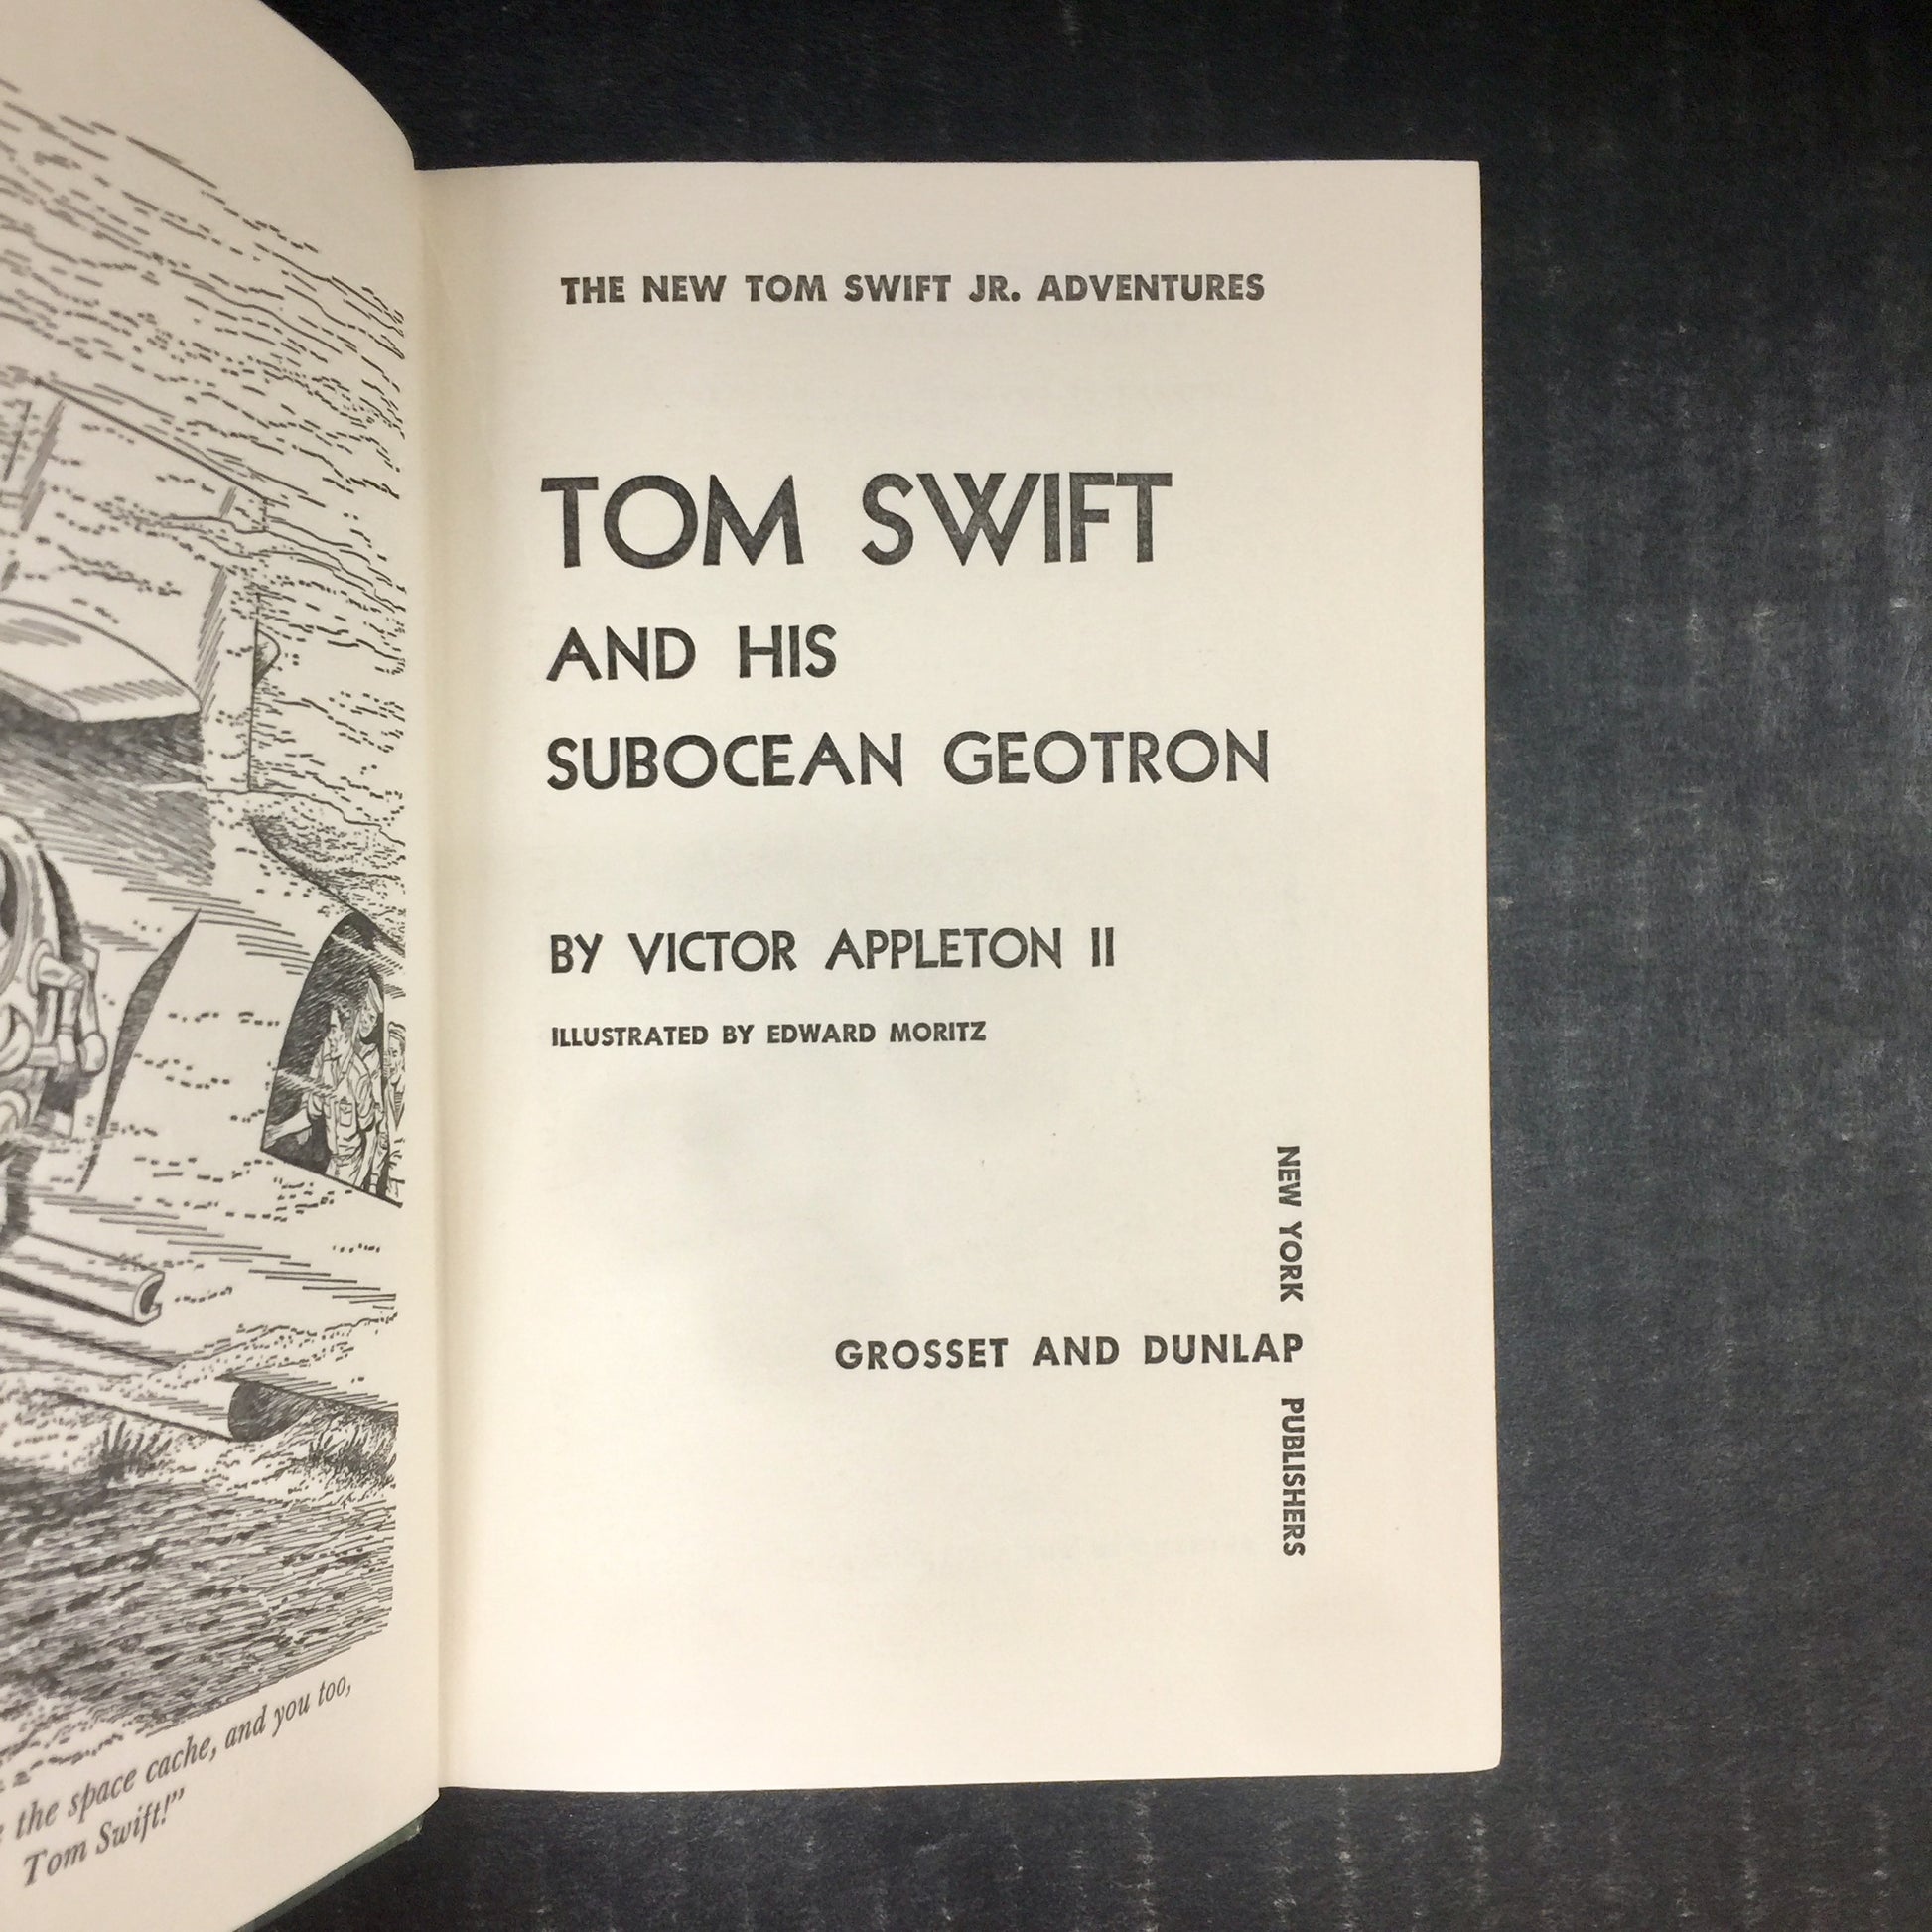 the space cache, and you too,
Tom Swift!"
THE NEW TOM SWIFT JR. ADVENTURES
TOM SWIFT
AND HIS
SUBOCEAN GEOTRON
BY VICTOR APPLETON II
ILLUSTRATED BY EDWARD MORITZ
NEW YORK
GROSSET AND DUNLAP
PUBLISHERS